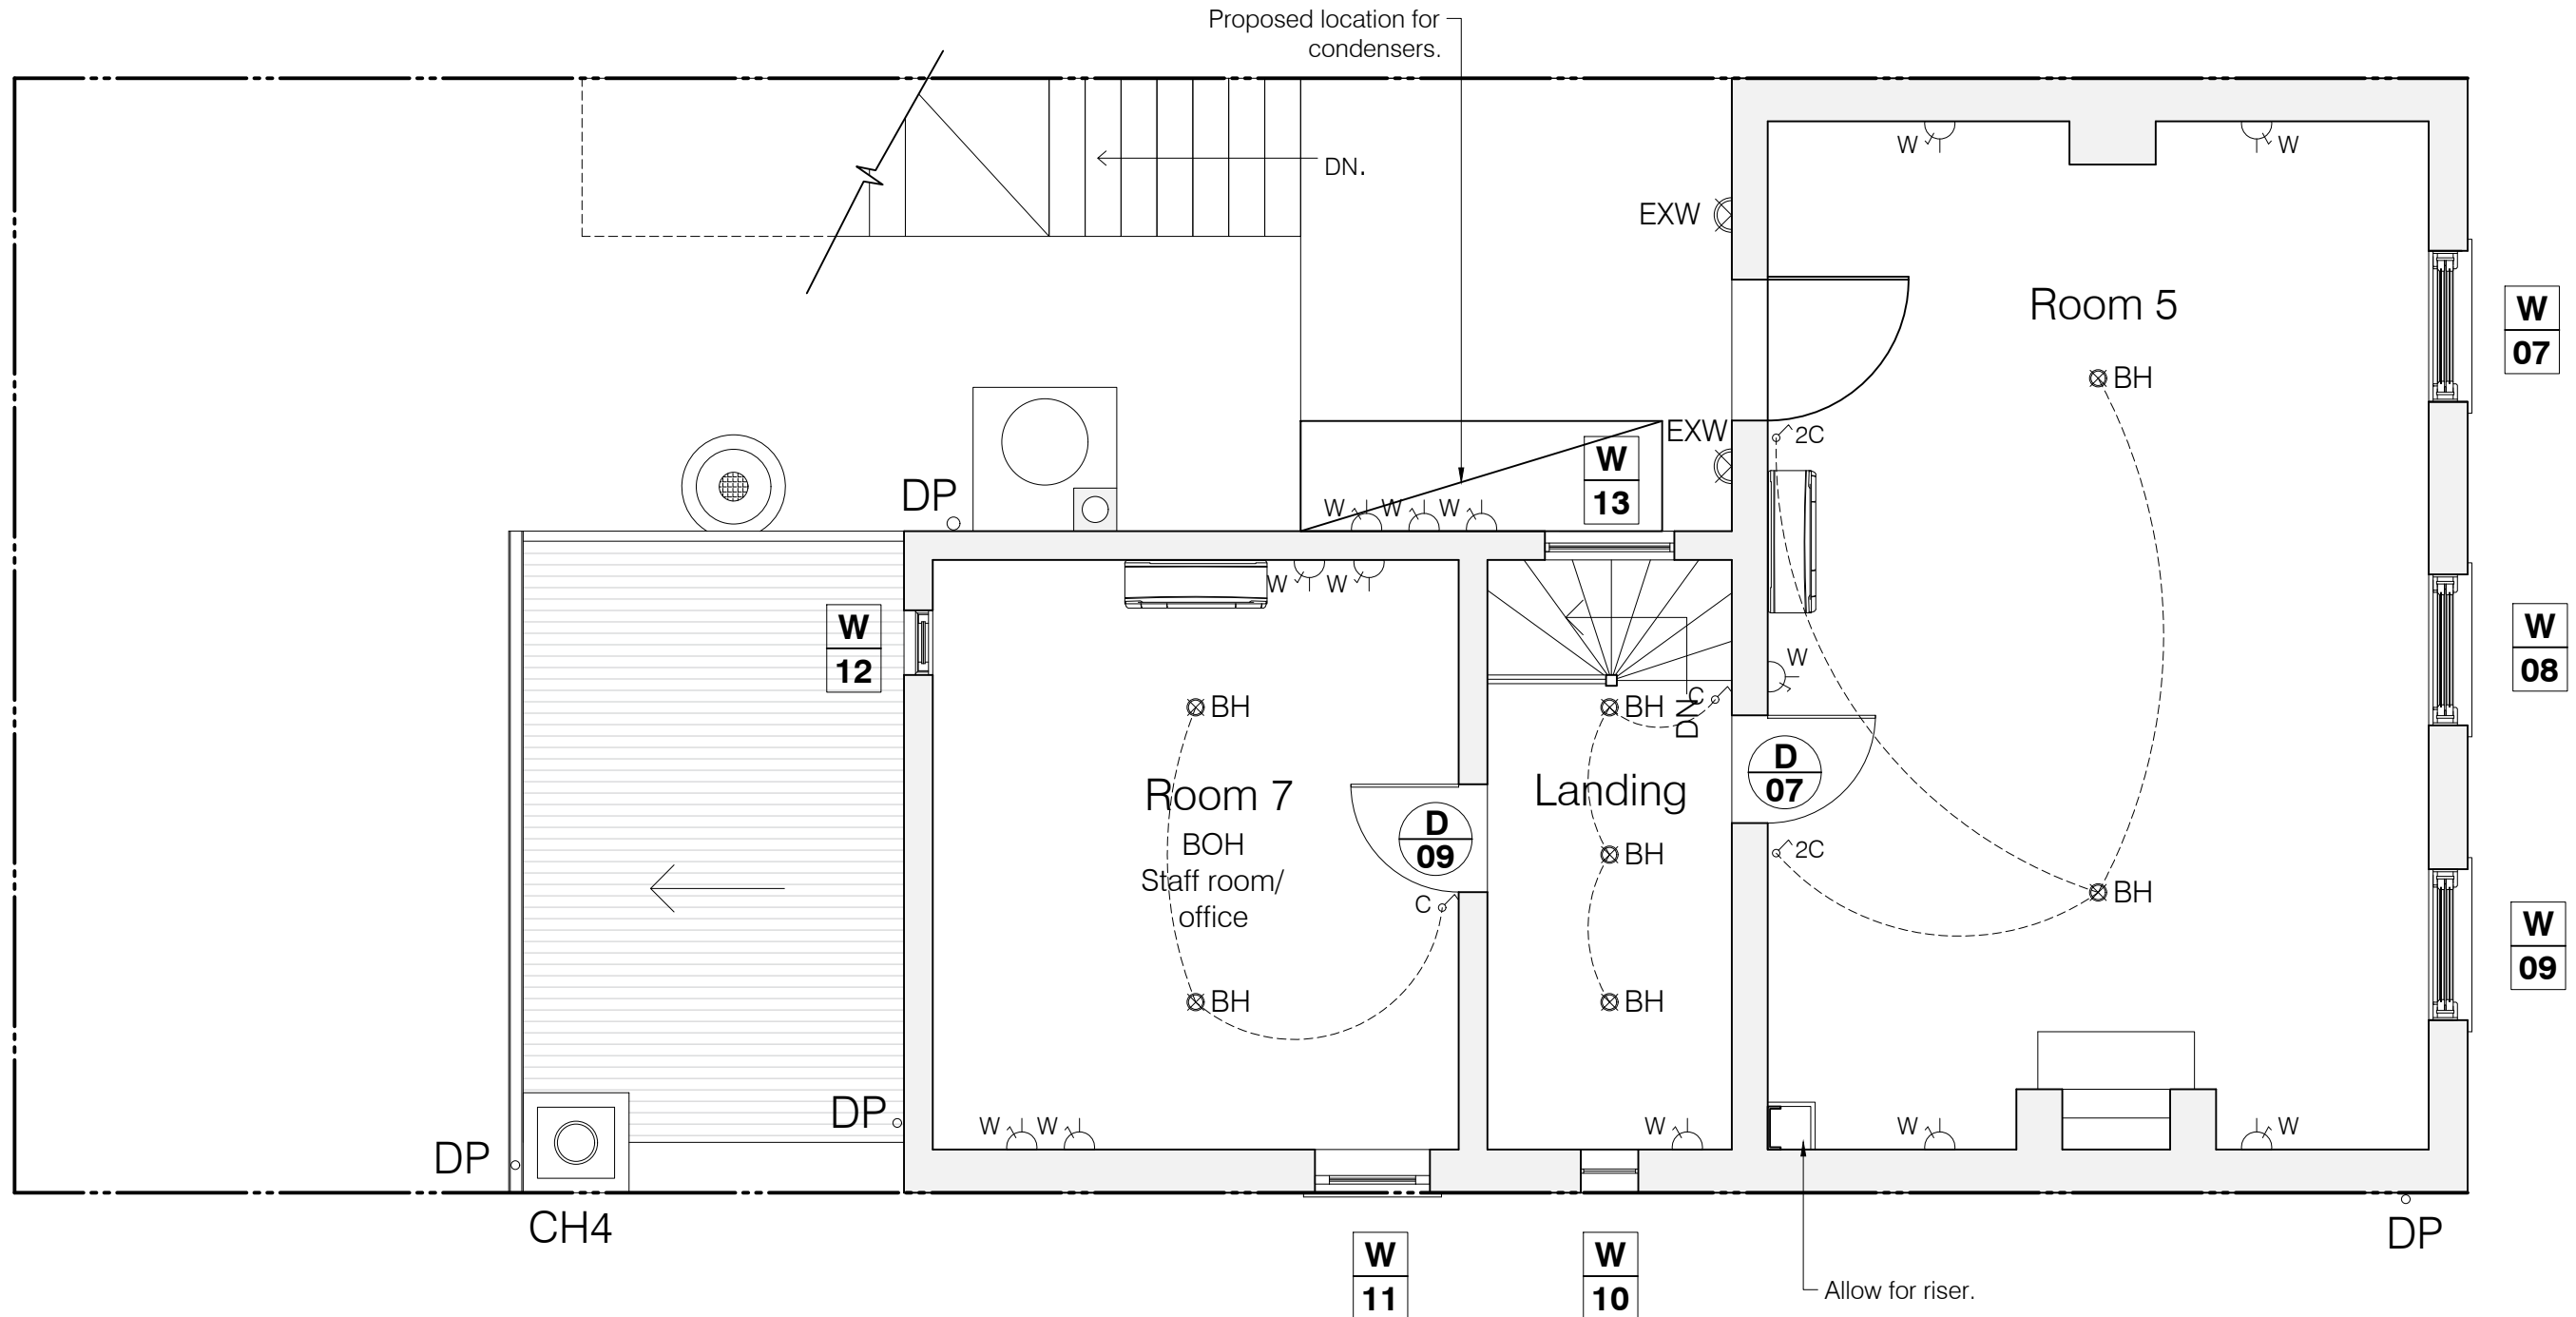 Proposed location for
condensers.
W
W
DN.
EXW
Room 5
W
07
BH
EXW
2C
W
13
DP
W
W
W
W
W
W
12
W
08
W
BH
BH
C
DN
D
07
Room 7
Landing
D
09
BOH
Staff room/
office
BH
2C
C
BH
W
09
BH
BH
DP
W
W
W
W
W
DP
CH4
DP
W
11
W
10
Allow for riser.